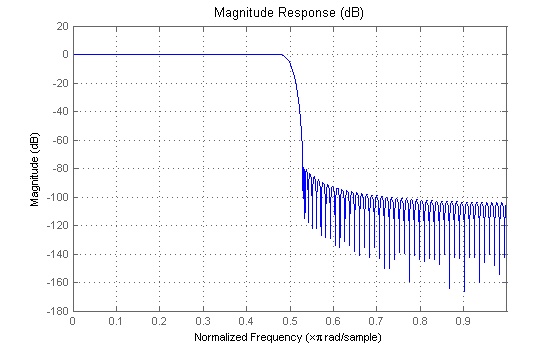 Magnitude Response (dB)
20
0
-20
-40
-60
-80
-100
-120
-140
-160
-180
Magnitude (dB)
0 0.1 0.2 0.3 0.4 0.5 0.6 0.7 0.8 0.9
Normalized Frequency (×π rad/sample)